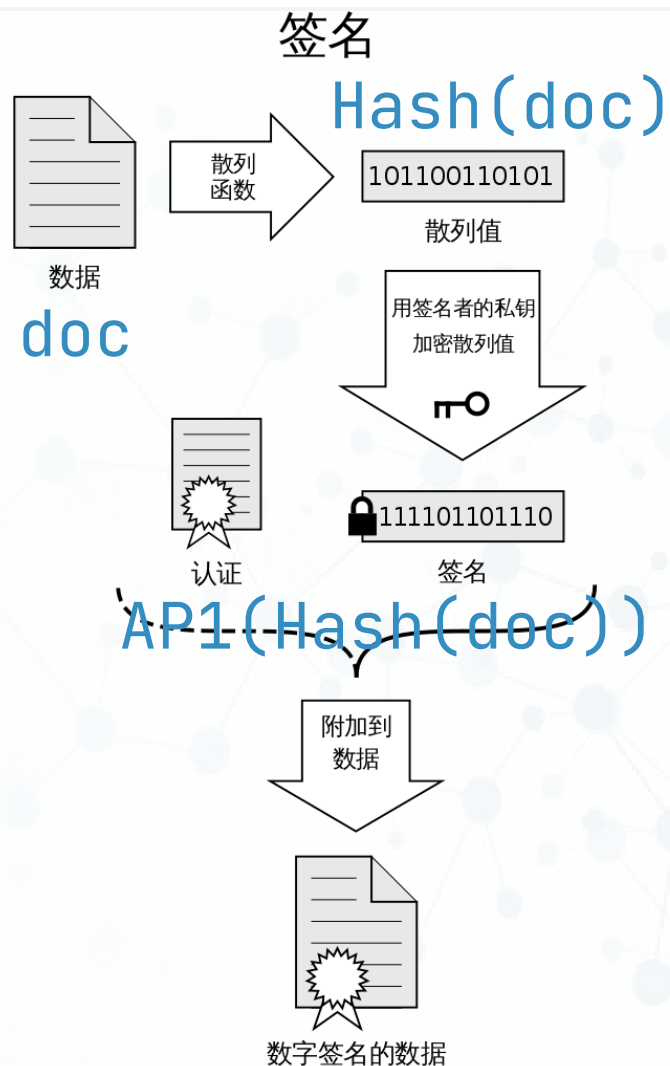 签名
Hash(doc)
散列
函数
101100110101
散列值
数据
doc
用签名者的私钥
加密散列值
111101101110
认证
签名
AP1(Hash(doc))
附加到
数据
数字签名的数据